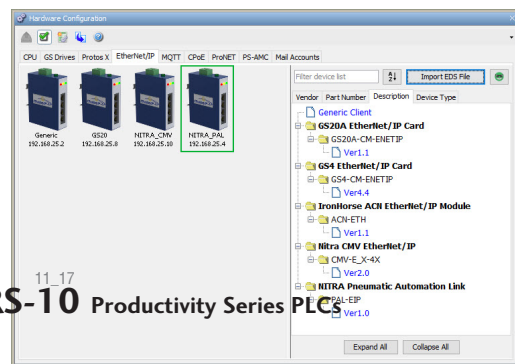 Hardware Configuration
CPU GS Drives Protos X EtherNet/IP MQTT CPoE ProNET PS-AMC Mail Accounts
Generic
192.168.25.2
GS20
192.168.25.8
NITRA_CMV
192.168.25.10
NITRA_PAL
192.168.25.4
Filter device list
Import EDS File
Vendor Part Number Description Device Type
Generic Client
GS20A EtherNet/IP Card
GS20A-CM-ENETIP
Ver1.1
GS4 EtherNet/IP Card
GS4-CM-ENETIP
Ver4.4
IronHorse ACN EtherNet/IP Module
ACN-ETH
Ver1.1
Nitra CMV EtherNet/IP
CMV-E_X-4X
Ver2.0
NITRA Pneumatic Automation Link
PAL-EIP
Ver1.0
11_17
RS-10 Productivity Series PLCs
Expand All Collapse All